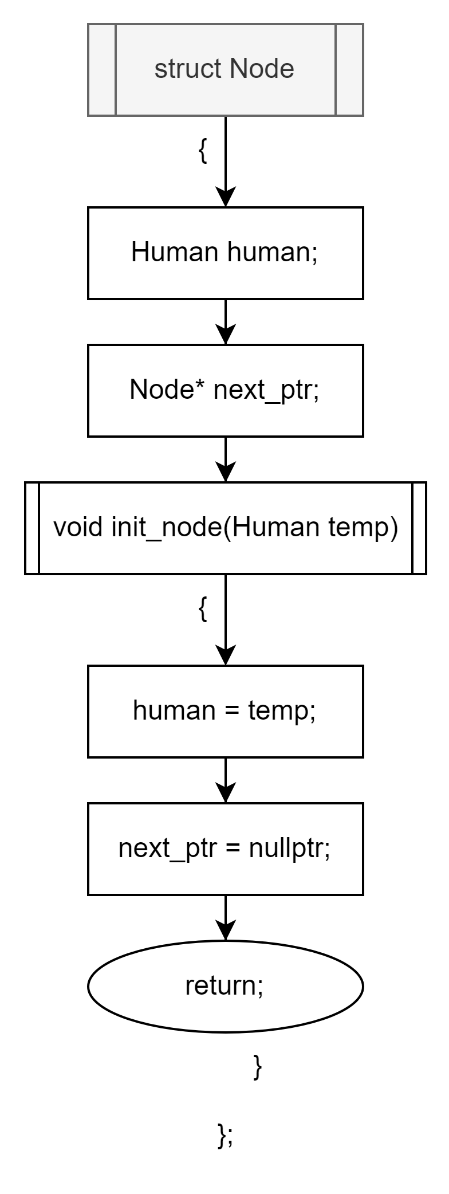 struct Node
{
Human human;
Node* next_ptr;
void init_node(Human temp)
{
human = temp;
next_ptr = nullptr;
return;
}
};